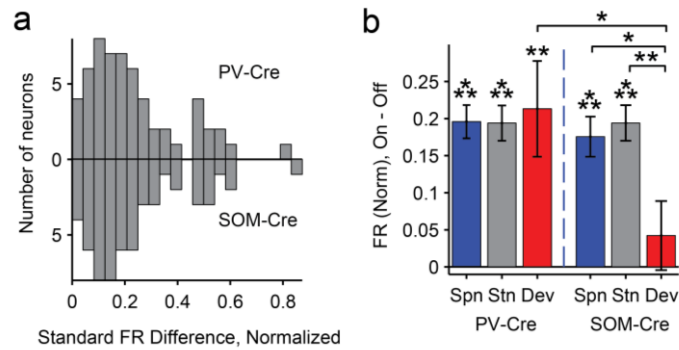 a
PV-Cre
SOM-Cre
Number of neurons
5
0
5
0 0.2 0.4 0.6 0.8
Standard FR Difference, Normalized
b
*
*
**
**
*
**
*
**
*
**
*
**
FR (Norm), On - Off
0.2
0.15
0.1
0.05
0
Spn Stn Dev Spn Stn Dev
PV-Cre SOM-Cre